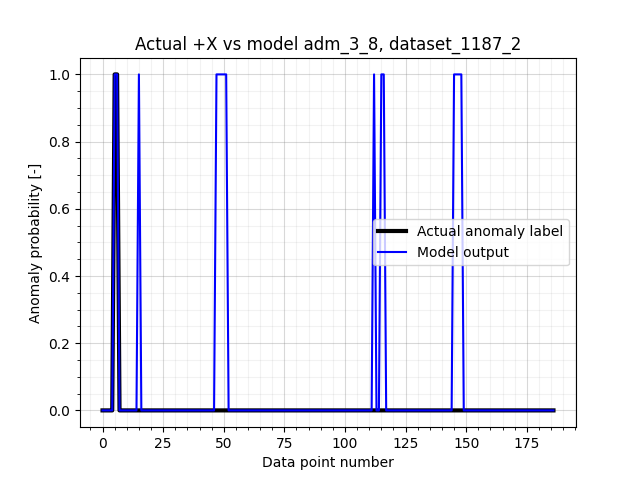 Actual +X vs model adm_3_8, dataset_1187_2
Anomaly probability [-]
1.0
0.8
0.6
0.4
0.2
0.0
Actual anomaly label
Model output
0 25 50 75 100 125 150 175
Data point number